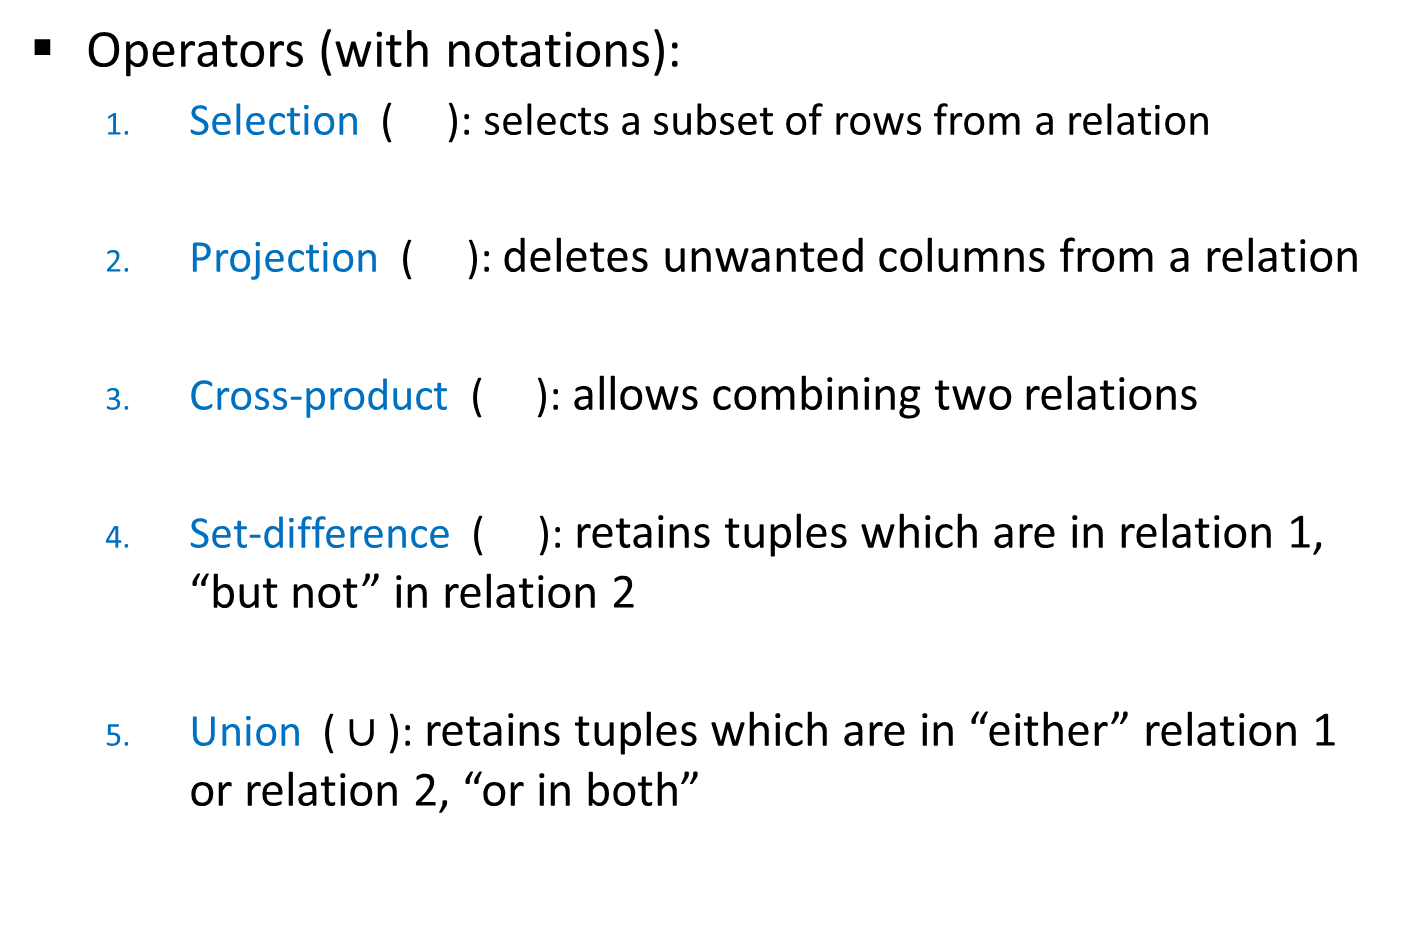 ▪ Operators (with notations):
1. Selection (    ): selects a subset of rows from a relation
2. Projection (    ): deletes unwanted columns from a relation
3. Cross-product (    ): allows combining two relations
4. Set-difference (    ): retains tuples which are in relation 1,
“but not” in relation 2
5. Union ( ∪ ): retains tuples which are in “either” relation 1
or relation 2, “or in both”